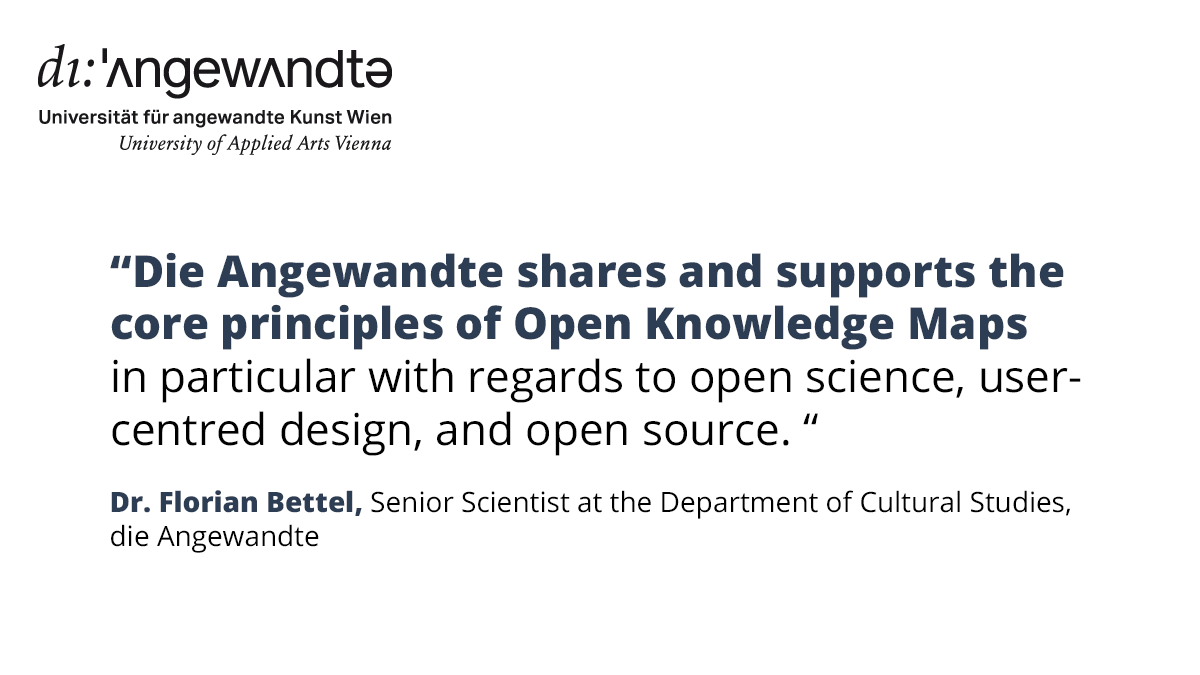 dı:ˈʌngewʌndtə
Universität für angewandte Kunst Wien
University of Applied Arts Vienna
“Die Angewandte shares and supports the
core principles of Open Knowledge Maps
in particular with regards to open science, user-
centred design, and open source. “
Dr. Florian Bettel, Senior Scientist at the Department of Cultural Studies,
die Angewandte